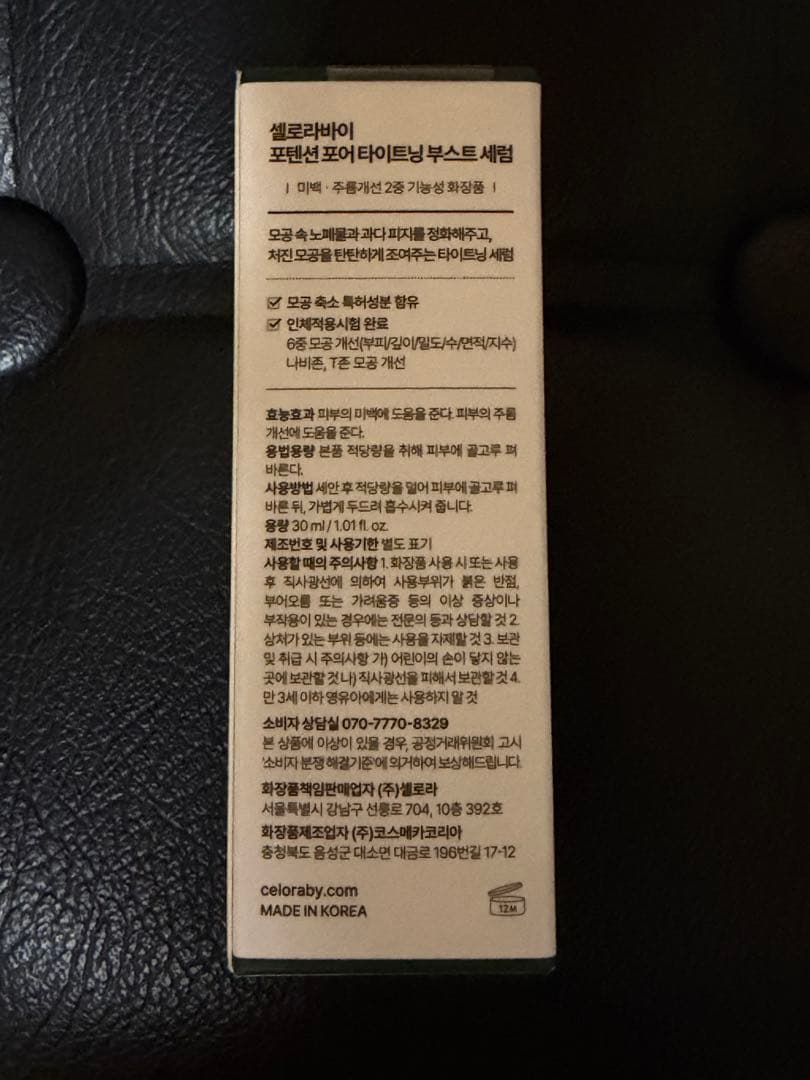 셀로라바이
포텐션 포어 타이트닝 부스트 세럼
| 미백 · 주름개선 2중 기능성 화장품 |
모공 속 노폐물과 과다 피지를 정화해주고,
처진 모공을 탄탄하게 조여주는 타이트닝 세럼
모공 축소 특허성분 함유
인체적용시험 완료
6중 모공 개선(부피/깊이/밀도/수/면적/지수)
나비존, T존 모공 개선
효능효과 피부의 미백에 도움을 준다. 피부의 주름
개선에 도움을 준다.
용법용량 본품 적당량을 취해 피부에 골고루 펴
바른다.
사용방법 세안 후 적당량을 덜어 피부에 골고루 펴
바른 뒤, 가볍게 두드려 흡수시켜 줍니다.
용량 30 ml / 1.01 fl. oz.
제조번호 및 사용기한 별도 표기
사용할 때의 주의사항 1. 화장품 사용 시 또는 사용
후 직사광선에 의하여 사용부위가 붉은 반점,
부어오름 또는 가려움증 등의 이상 증상이나
부작용이 있는 경우에는 전문의 등과 상담할 것 2.
상처가 있는 부위 등에는 사용을 자제할 것 3. 보관
및 취급 시 주의사항 가) 어린이의 손이 닿지 않는
곳에 보관할 것 나) 직사광선을 피해서 보관할 것 4.
만 3세 이하 영유아에게는 사용하지 말 것
소비자 상담실 070-7770-8329
본 상품에 이상이 있을 경우, 공정거래위원회 고시
'소비자 분쟁 해결기준'에 의거하여 보상해드립니다.
화장품책임판매업자 (주)셀로라
서울특별시 강남구 선릉로 704, 10층 392호
화장품제조업자 (주)코스메카코리아
충청북도 음성군 대소면 대금로 196번길 17-12
celoraby.com
MADE IN KOREA
12M